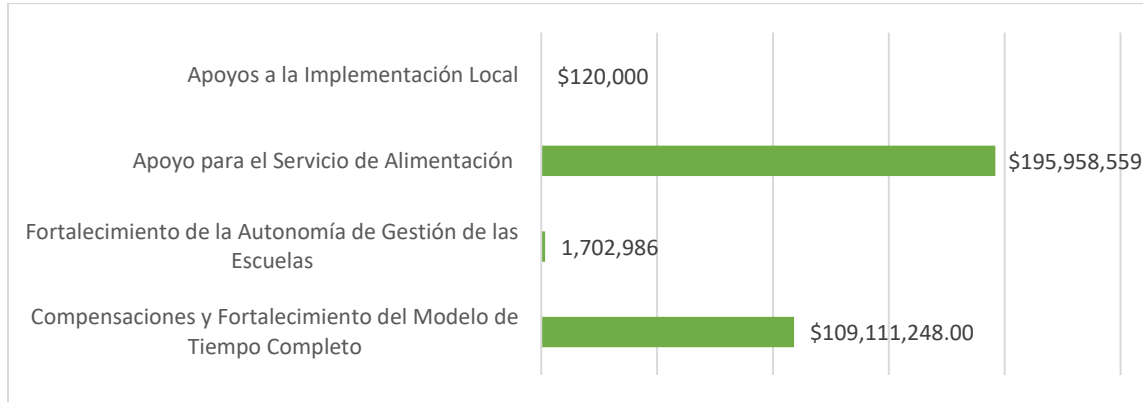 Apoyos a la Implementación Local
$120,000
Apoyo para el Servicio de Alimentación
$195,958,559
Fortalecimiento de la Autonomía de Gestión de las
Escuelas
1,702,986
Compensaciones y Fortalecimiento del Modelo de
Tiempo Completo
$109,111,248.00